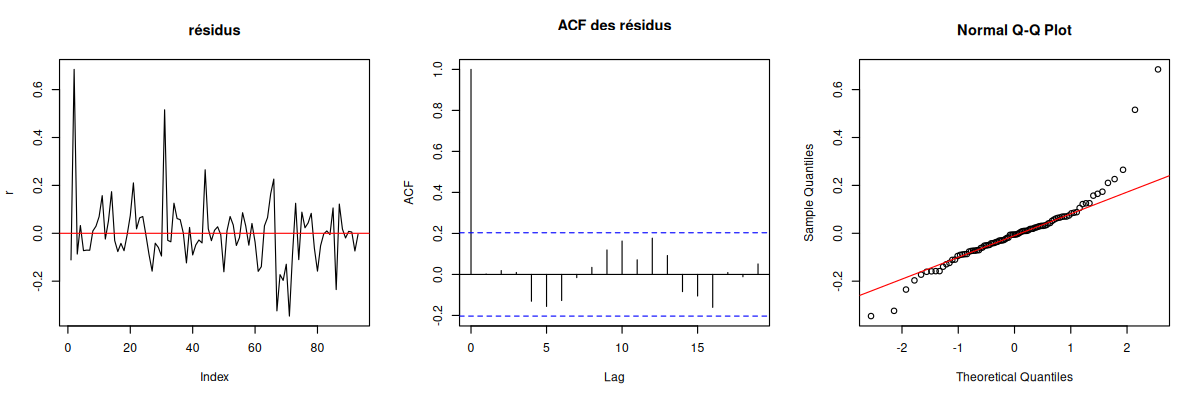 résidus
r
-0.2 0.0 0.2 0.4 0.6
0 20 40 60 80
Index
ACF des résidus
ACF
-0.2 0.0 0.2 0.4 0.6 0.8 1.0
0 5 10 15
Lag
Normal Q-Q Plot
Sample Quantiles
-0.2 0.0 0.2 0.4 0.6
-2 -1 0 1 2
Theoretical Quantiles